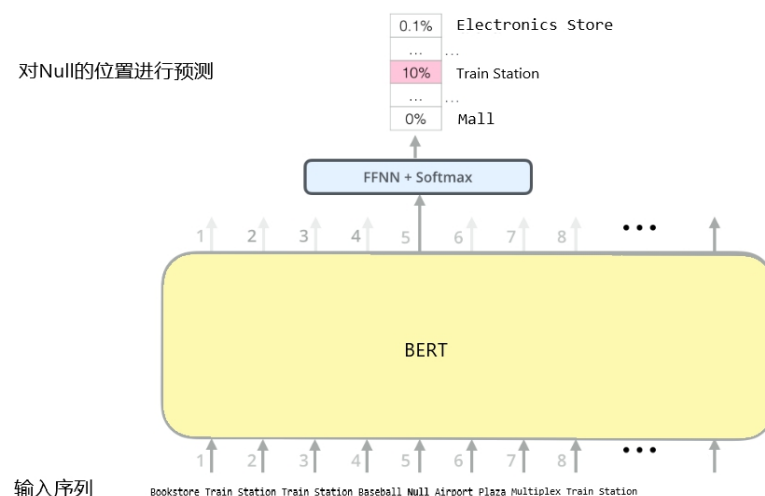 0.1% Electronics Store
... ...
对Null的位置进行预测 10% Train Station
... ...
0% Mall
FFNN + Softmax
1 2 3 4 5 6 7 8 •••
BERT
1 2 3 4 5 6 7 8 •••
输入序列 Bookstore Train Station Train Station Baseball Null Airport Plaza Multiplex Train Station